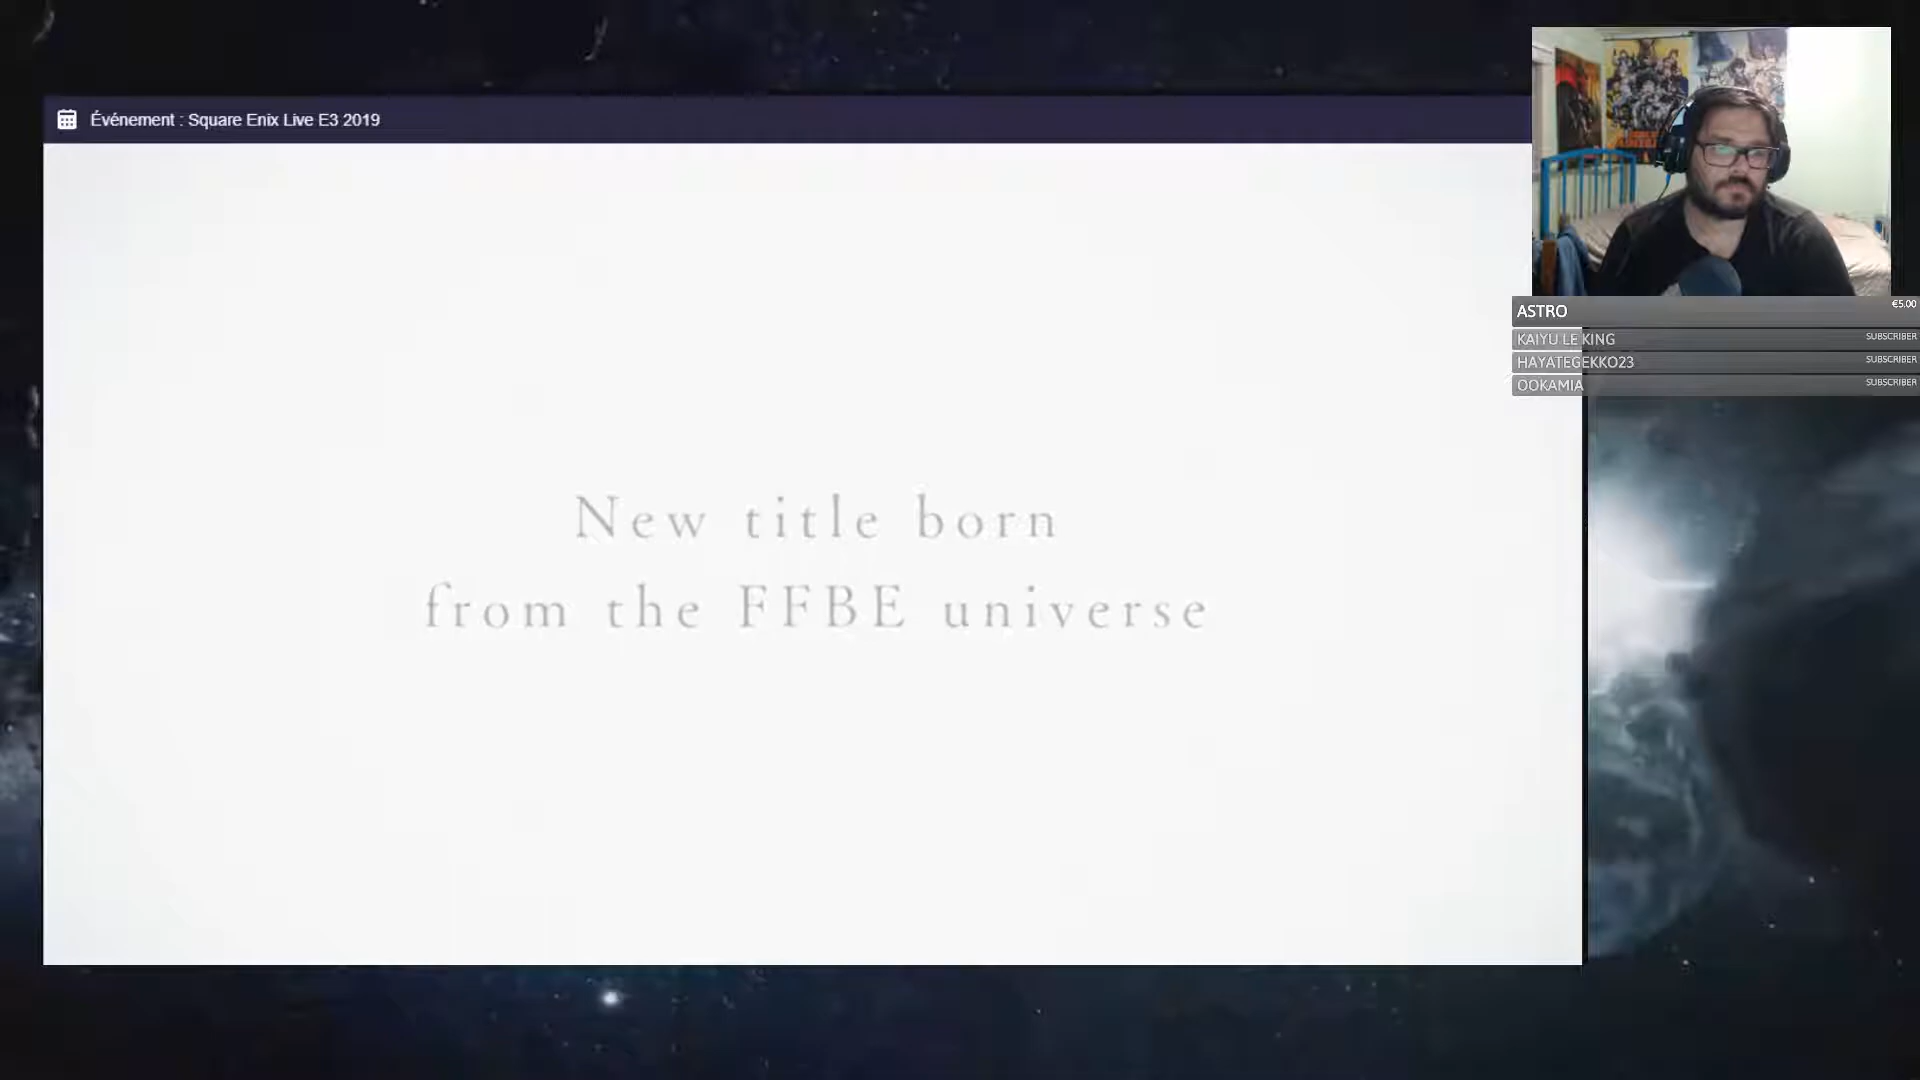 Événement : Square Enix Live E3 2019
New title born
from the FFBE universe
ASTRO €5.00
KAIYU LE KING SUBSCRIBER
HAYATEGEKKO23 SUBSCRIBER
OOKAMIA SUBSCRIBER